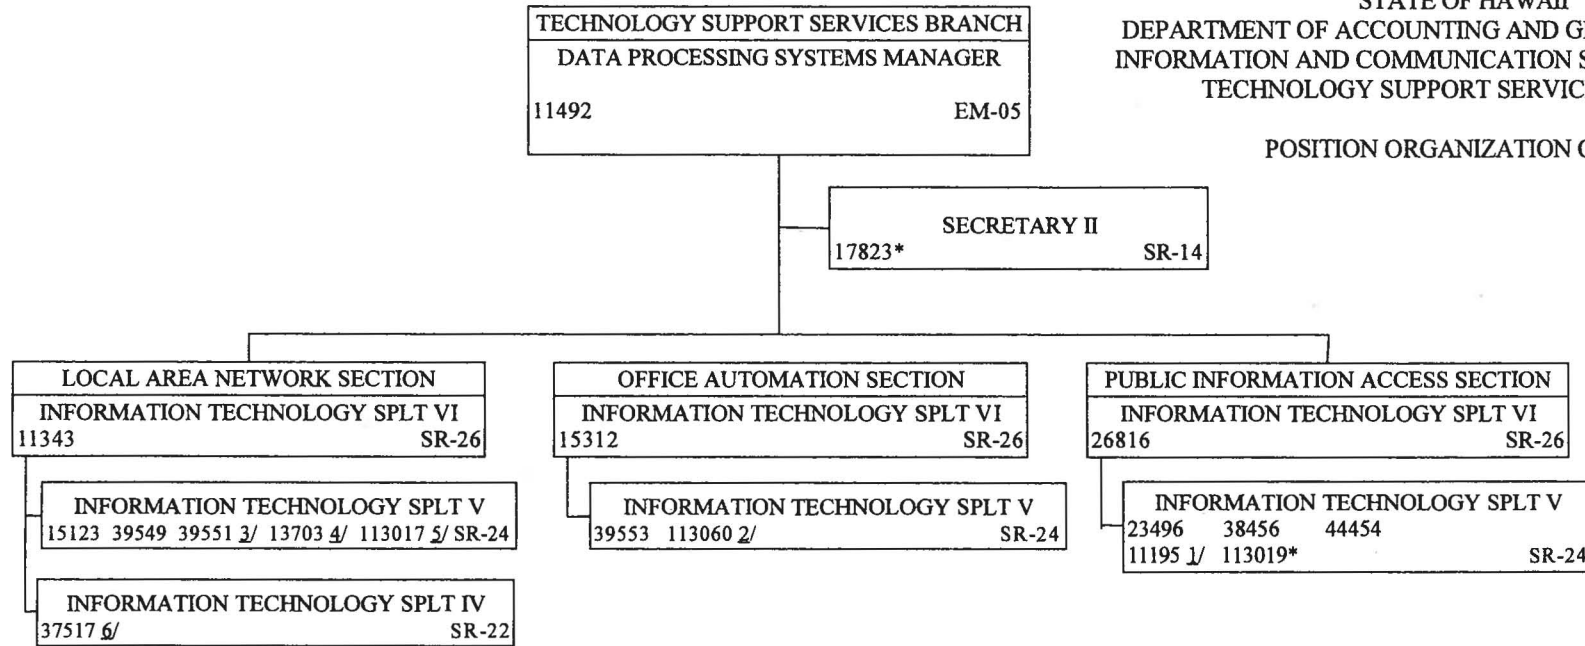 STATE OF HAWAII
DEPARTMENT OF ACCOUNTING AND
INFORMATION AND COMMUNICATION
TECHNOLOGY SUPPORT
POSITION ORGANIZATION
TECHNOLOGY SUPPORT SERVICES BRANCH
DATA PROCESSING SYSTEMS MANAGER
11492 EM-05
SECRETARY II
17823* SR-14
LOCAL AREA NETWORK SECTION
INFORMATION TECHNOLOGY SPLT VI
11343 SR-26
INFORMATION TECHNOLOGY SPLT V
15123 39549 39551 3/ 13703 4/ 113017 5/ SR-24
INFORMATION TECHNOLOGY SPLT IV
37517 6/ SR-22
OFFICE AUTOMATION SECTION
INFORMATION TECHNOLOGY SPLT VI
15312 SR-26
INFORMATION TECHNOLOGY SPLT V
39553 113060 2/ SR-24
PUBLIC INFORMATION ACCESS SECTION
INFORMATION TECHNOLOGY SPLT VI
26816 SR-26
INFORMATION TECHNOLOGY SPLT V
23496 38456 44454
11195 1/ 113019* SR-24